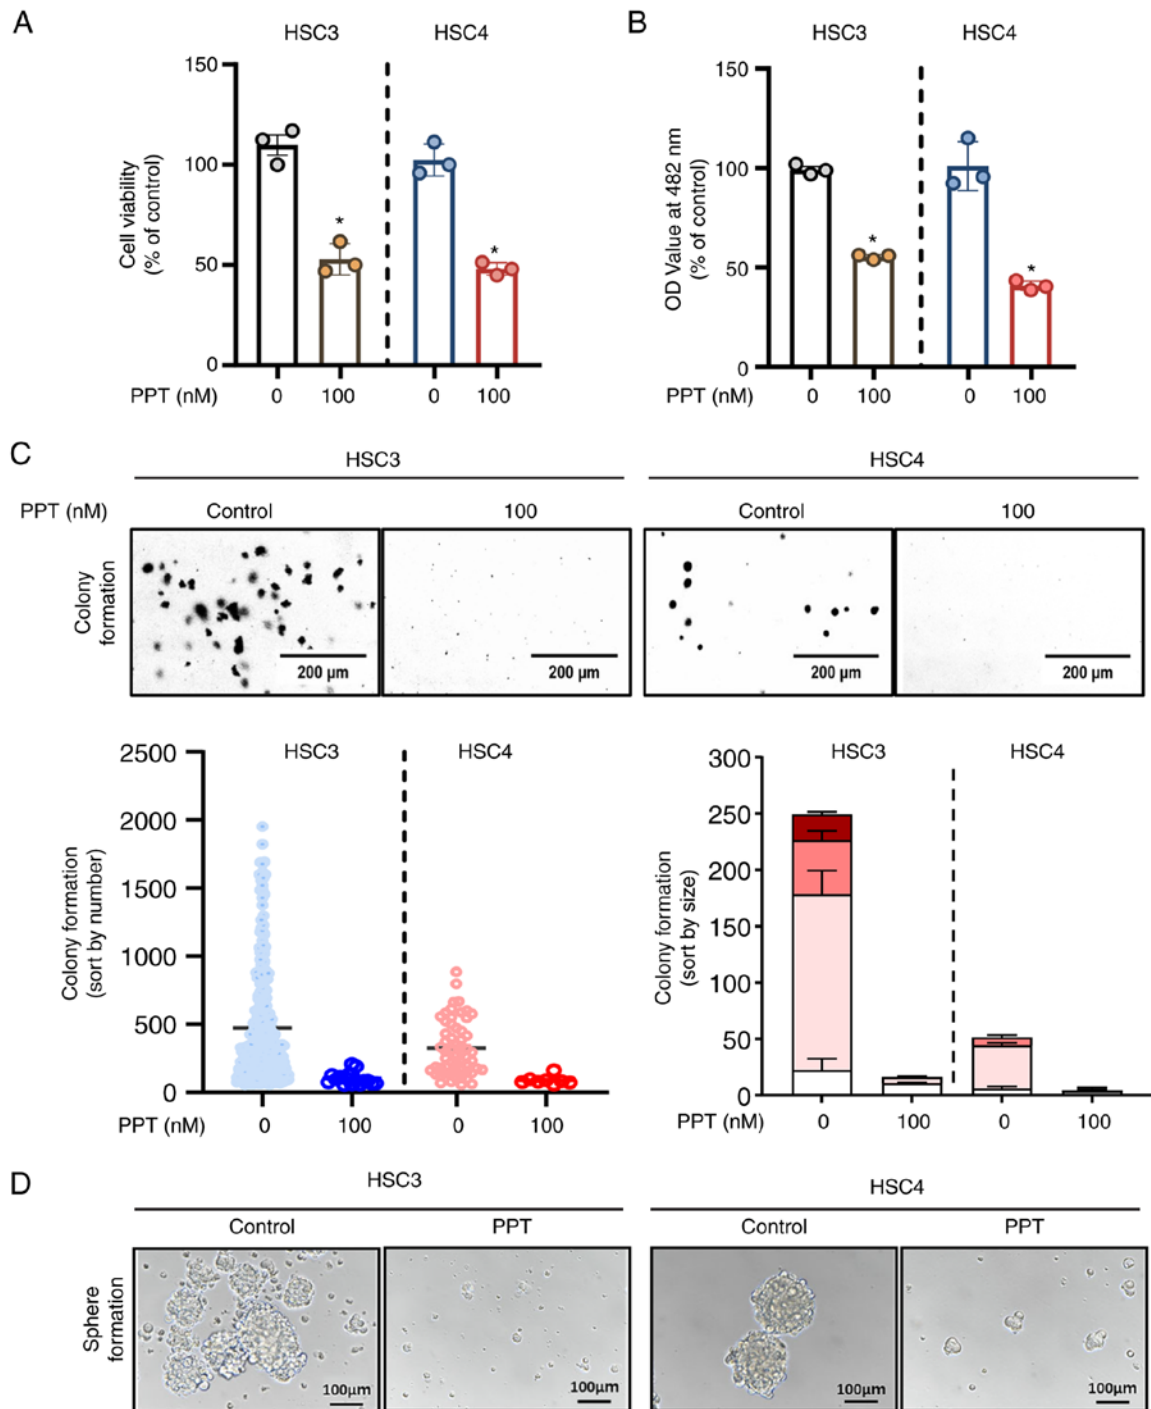 A
HSC3 HSC4
150
100
50
0
Cell viability
(% of control)
*
*
PPT (nM) 0 100 0 100
B
HSC3 HSC4
150
100
50
0
OD Value at 482 nm
(% of control)
*
*
PPT (nM) 0 100 0 100
C
HSC3 HSC4
PPT (nM) Control 100 Control 100
Colony
formation
200 µm 200 µm 200 µm 200 µm
HSC3 HSC4
2500
2000
1500
1000
500
0
Colony formation
(sort by number)
PPT (nM) 0 100 0 100
HSC3 HSC4
300
250
200
150
100
50
0
Colony formation
(sort by size)
PPT (nM) 0 100 0 100
D
HSC3 HSC4
Control PPT Control PPT
Sphere
formation
100µm 100µm 100µm 100µm